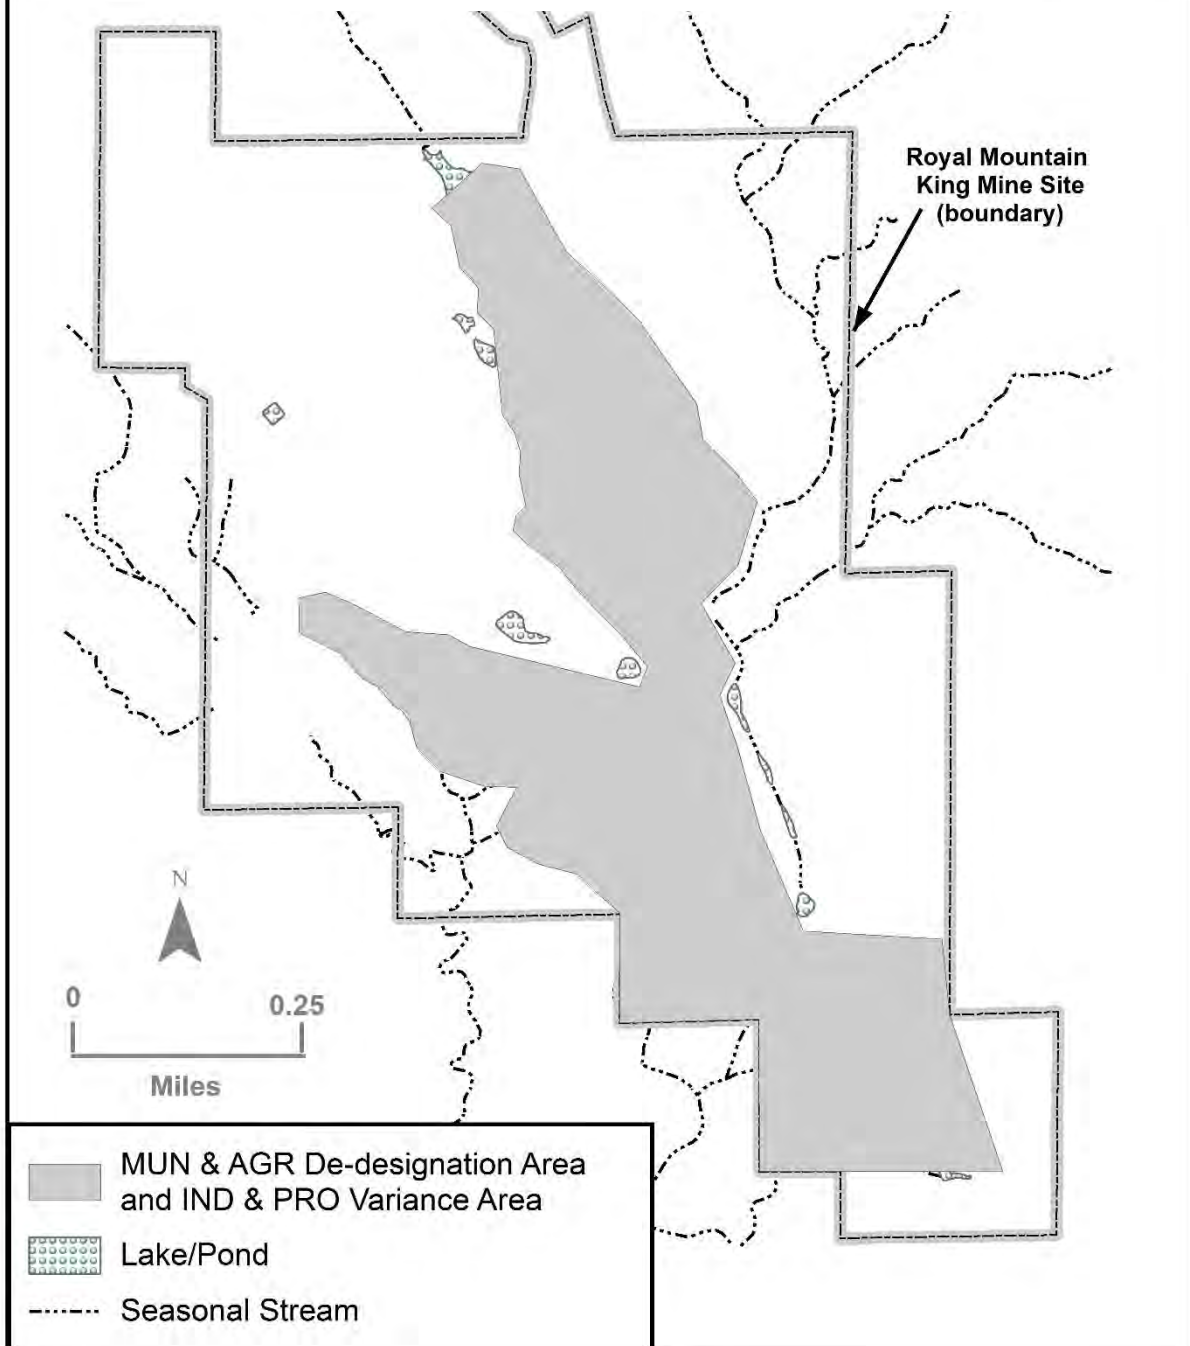 Royal Mountain
King Mine Site
(boundary)
N
0 0.25
Miles
MUN & AGR De-designation Area
and IND & PRO Variance Area
Lake/Pond
Seasonal Stream